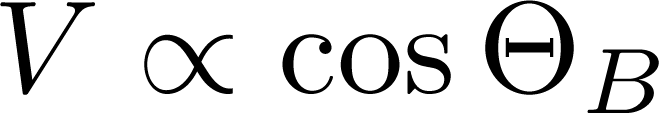 V ∝ cos Θ_B